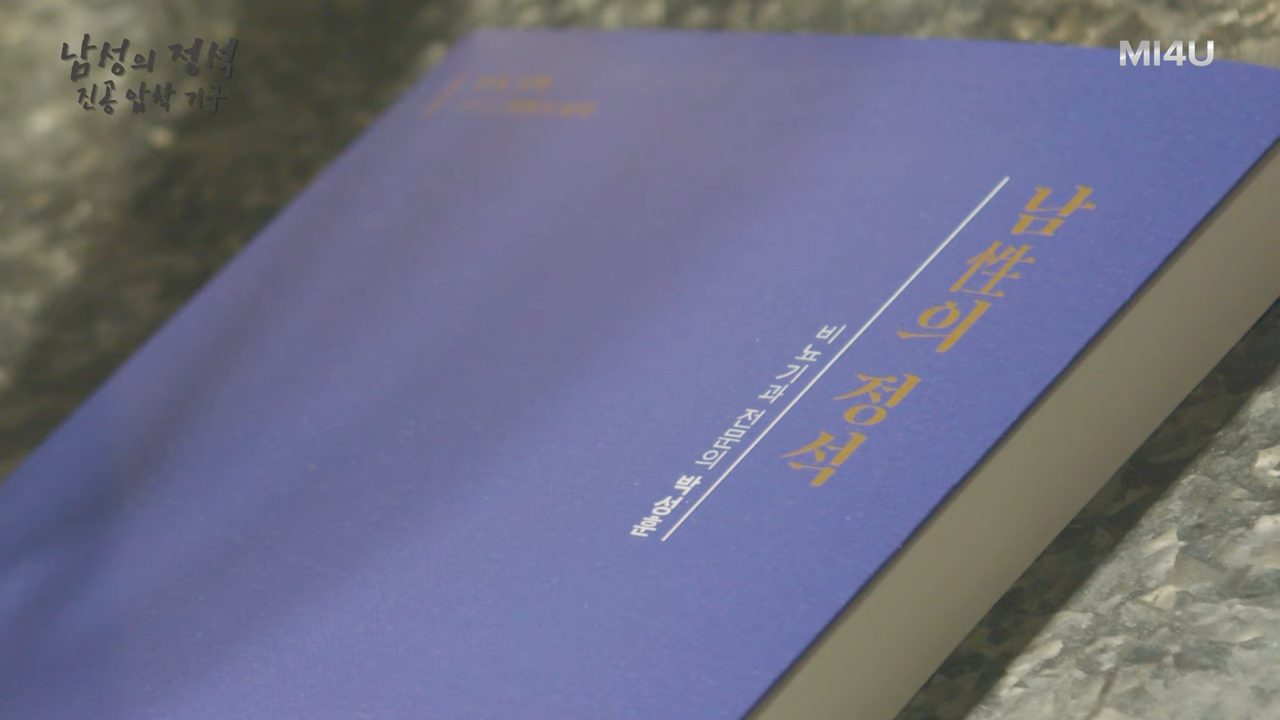 남성의 정석
진공 압착 기구
MI4U
남性의 정석
비뇨기과 전문의 박성훈